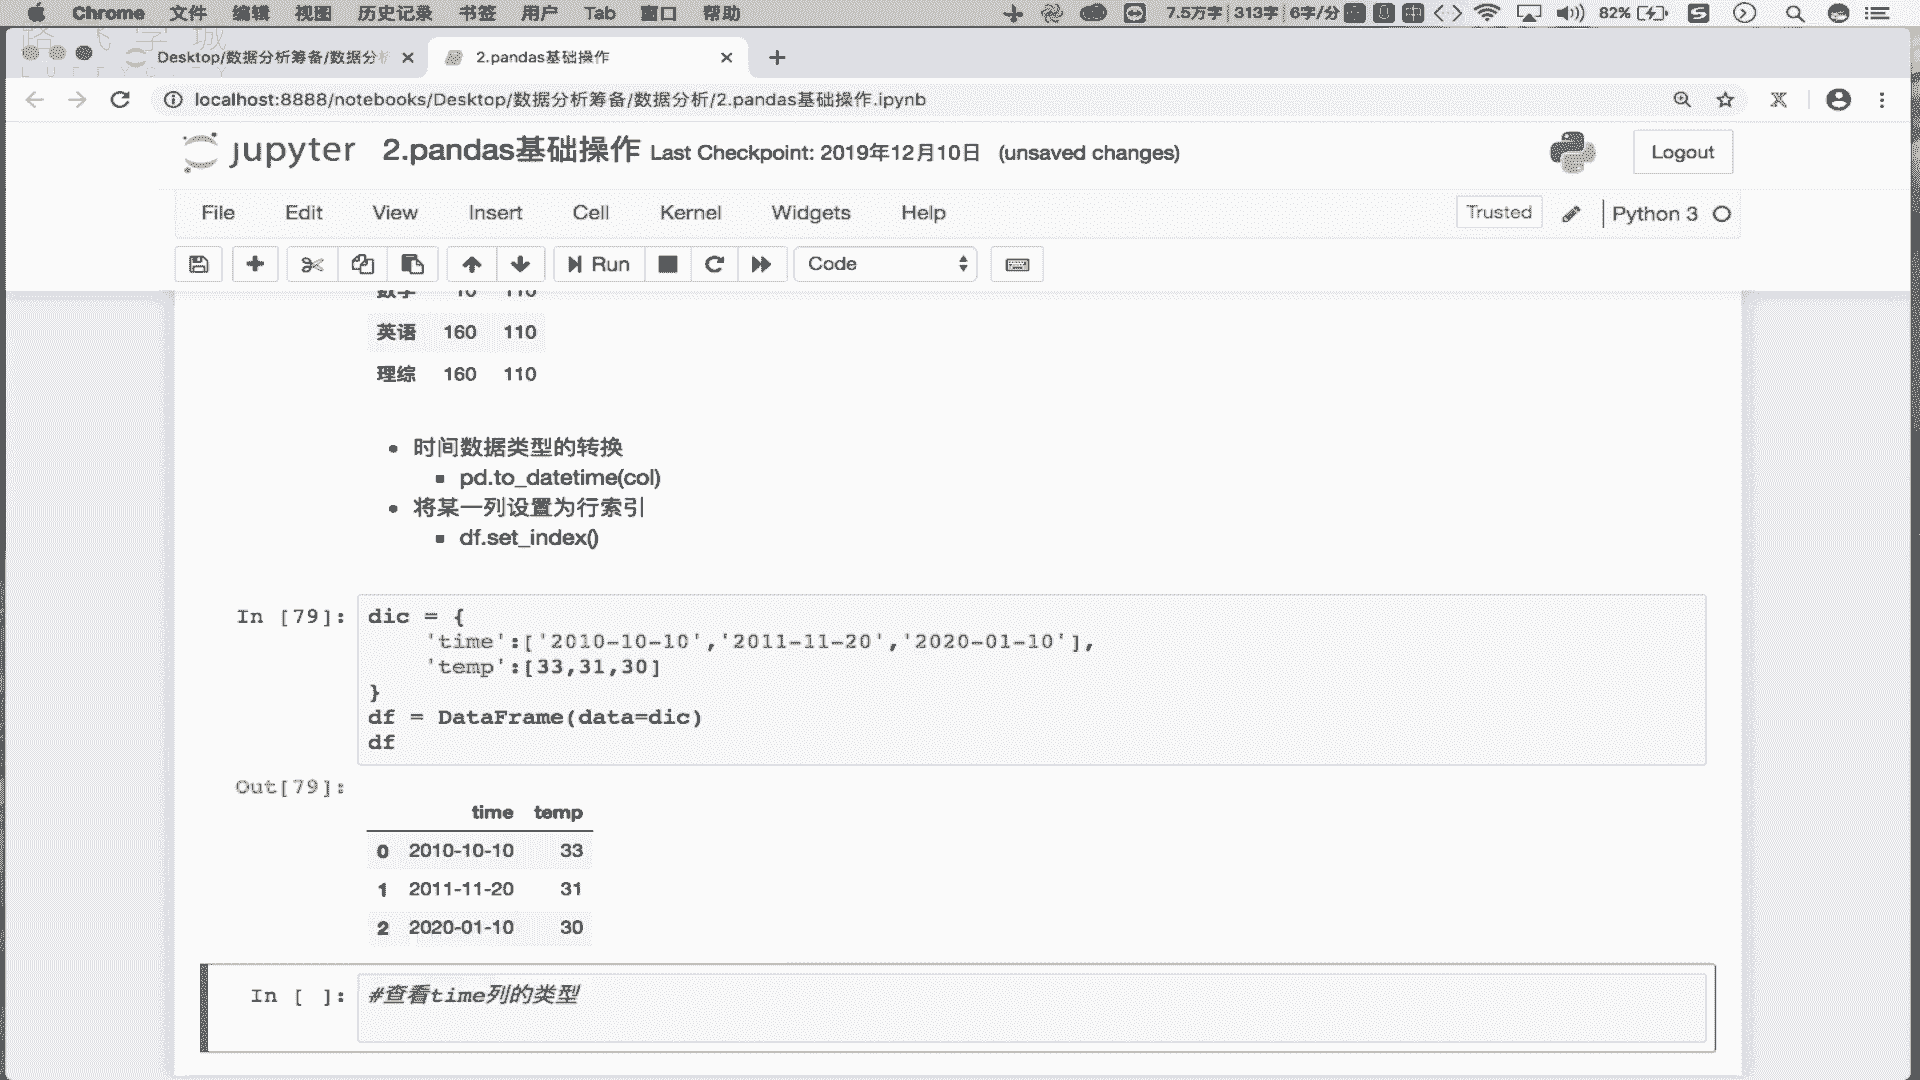 Chrome 文件 编辑 视图 历史记录 书签 用户 Tab 窗口 帮助 7.5万字 313字 6字/分 82%
Desktop/数据分析筹备/数据分析 2.pandas基础操作
localhost:8888/notebooks/Desktop/数据分析筹备/数据分析/2.pandas基础操作.ipynb
jupyter 2.pandas基础操作 Last Checkpoint: 2019年12月10日 (unsaved changes) Logout
File Edit View Insert Cell Kernel Widgets Help Trusted Python 3
Run Code
数学 10 110
英语 160 110
理综 160 110
时间数据类型的转换
pd.to_datetime(col)
将某一列设置为行索引
df.set_index()
In [79]: dic = {
'time':['2010-10-10','2011-11-20','2020-01-10'],
'temp':[33,31,30]
}
df = DataFrame(data=dic)
df
Out[79]:
time temp
0 2010-10-10 33
1 2011-11-20 31
2 2020-01-10 30
In [ ]: #查看time列的类型